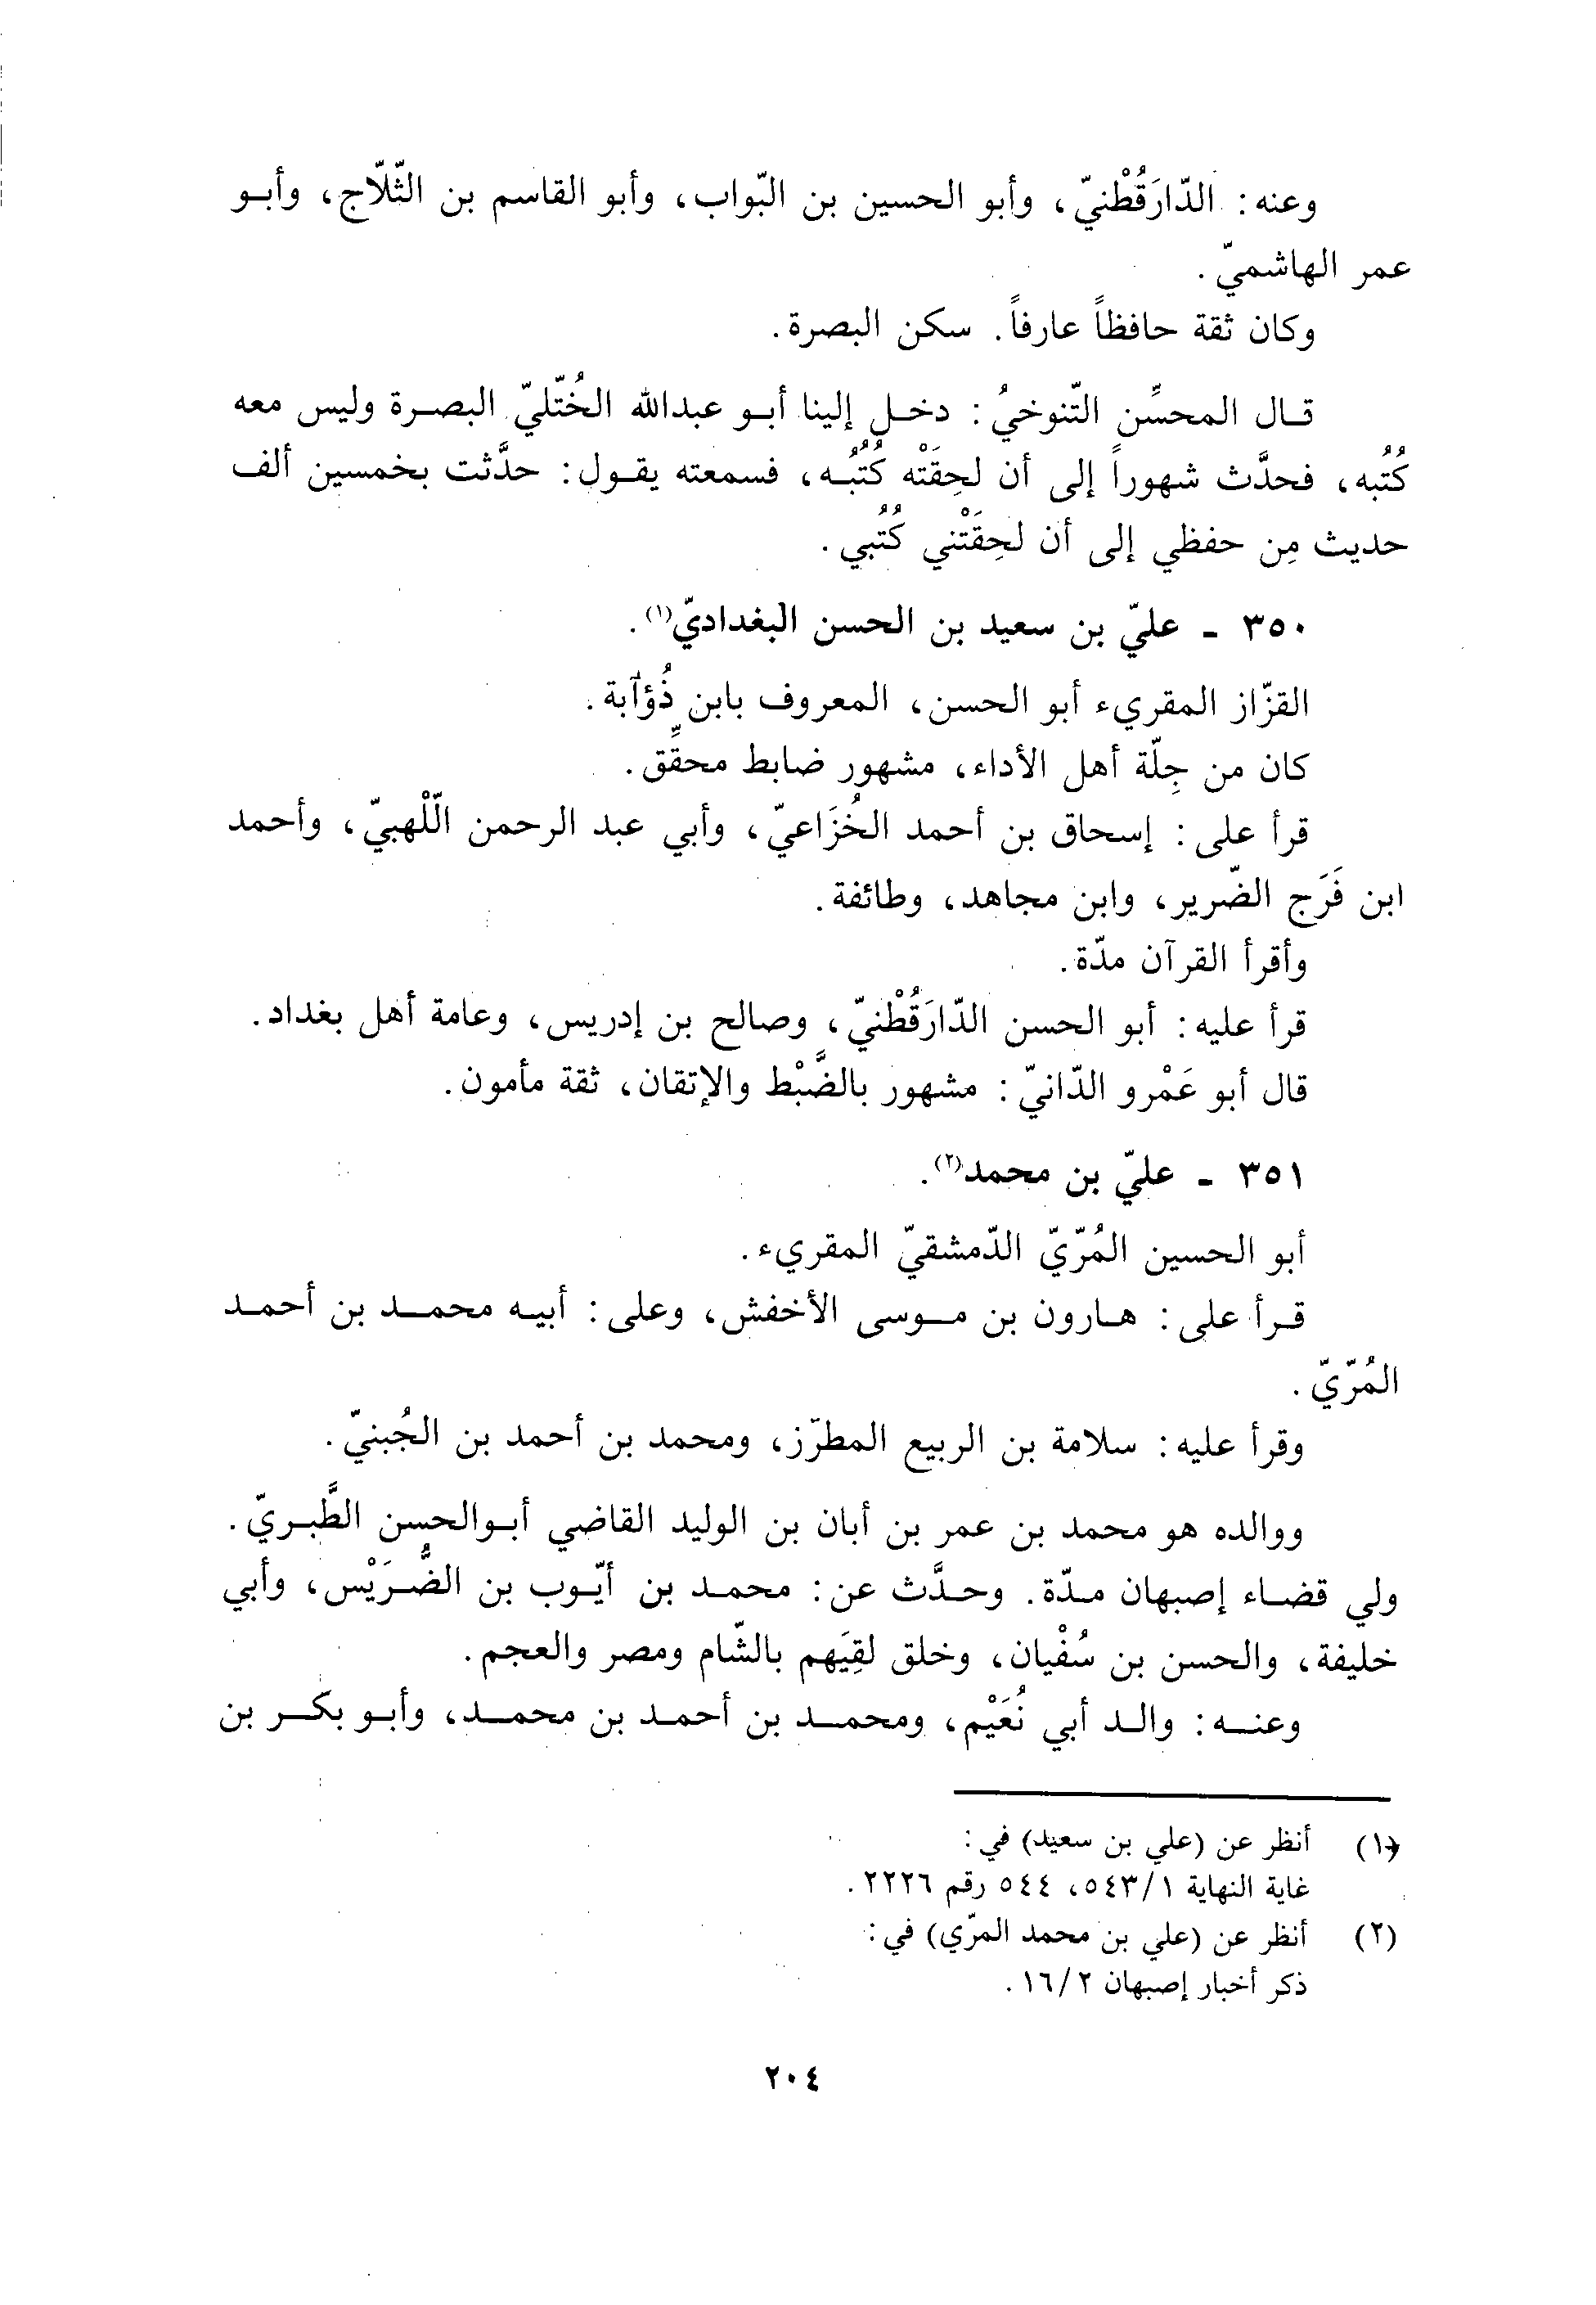 وعنه: الدّارَقُطْنيّ، وأبو الحسين بن البّواب، وأبو القاسم بن الثّلاّج، وأبو
عمر الهاشميّ.
وكان ثقة حافظاً عارفاً. سكن البصرة.
قال المحسِّن التّنوخيُ: دخل إلينا أبو عبدالله الخُتّليّ البصرة وليس معه
كُتُبه، فحدَّث شهوراً إلى أن لحِقَتْه كُتُبُه، فسمعته يقول: حدَّثت بخمسين ألف
حديث مِن حفظي إلى أن لحِقَتْني كُتُبي.
٣٥٠ - عليّ بن سعيد بن الحسن البغداديّ(١).
القزّاز المقريء أبو الحسن، المعروف بابن ذُؤآبة.
كان من جِلّة أهل الأداء، مشهور ضابط محقِّق.
قرأ على: إسحاق بن أحمد الخُزَاعيّ، وأبي عبد الرحمن الّلْهبيّ، وأحمد
ابن فَرَج الضّرير، وابن مجاهد، وطائفة.
وأقرأ القرآن مدّة.
قرأ عليه: أبو الحسن الدّارَقُطْنيّ، وصالح بن إدريس، وعامة أهل بغداد.
قال أبو عَمْرو الدّانيّ: مشهور بالضَّبْط والإتقان، ثقة مأمون.
٣٥١ - عليّ بن محمد(٢).
أبو الحسين المُرّيّ الدّمشقيّ المقريء.
قرأ على: هارون بن موسى الأخفش، وعلى: أبيه محمد بن أحمد
المُرّيّ.
وقرأ عليه: سلامة بن الربيع المطرّز، ومحمد بن أحمد بن الجُبنيّ.
ووالده هو محمد بن عمر بن أبان بن الوليد القاضي أبوالحسن الطَّبريّ.
ولي قضاء إصبهان مدّة. وحدَّث عن: محمد بن أيّوب بن الضُّرَيْس، وأبي
خليفة، والحسن بن سُفْيان، وخلق لقِيَهم بالشّام ومصر والعجم.
وعنه: والد أبي نُعَيْم، ومحمد بن أحمد بن محمد، وأبو بكر بن
(١) أنظر عن (علي بن سعيد) في:
غاية النهاية ٥٤٣/١، ٥٤٤ رقم ٢٢٢٦.
(٢) أنظر عن (علي بن محمد المرّي) في:
ذكر أخبار إصبهان ١٦/٢.
٢٠٤